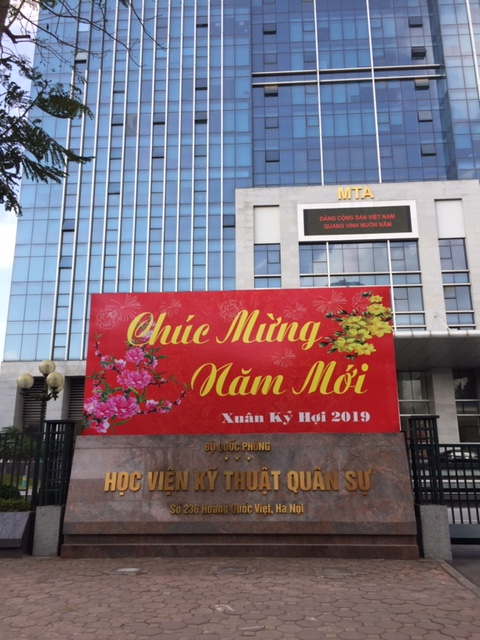 MTA
ĐẢNG CỘNG SẢN VIỆT NAM
QUANG VINH MUÔN NĂM
Chúc Mừng
Năm Mới
Xuân Kỷ Hợi 2019
BỘ QUỐC PHÒNG
HỌC VIỆN KỸ THUẬT QUÂN SỰ
Số 236 Hoàng Quốc Việt, Hà Nội